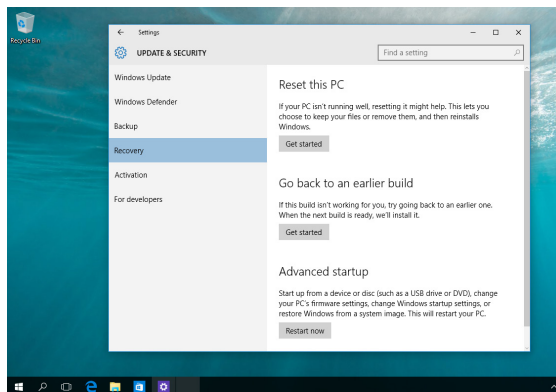 Recycle Bin
Settings
UPDATE & SECURITY
Find a setting
Windows Update
Windows Defender
Backup
Recovery
Activation
For developers
Reset this PC
If your PC isn't running well, resetting it might help. This lets you
choose to keep your files or remove them, and then reinstalls
Windows.
Get started
Go back to an earlier build
If this build isn't working for you, try going back to an earlier one.
When the next build is ready, we'll install it.
Get started
Advanced startup
Start up from a device or disc (such as a USB drive or DVD), change
your PC's firmware settings, change Windows startup settings, or
restore Windows from a system image. This will restart your PC.
Restart now